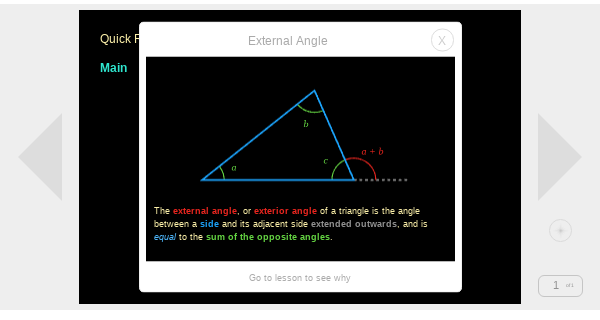 Quick
Main
External Angle
X
b
a + b
c
a
The external angle, or exterior angle of a triangle is the angle
between a side and its adjacent side extended outwards, and is
equal to the sum of the opposite angles.
Go to lesson to see why
1 of 1